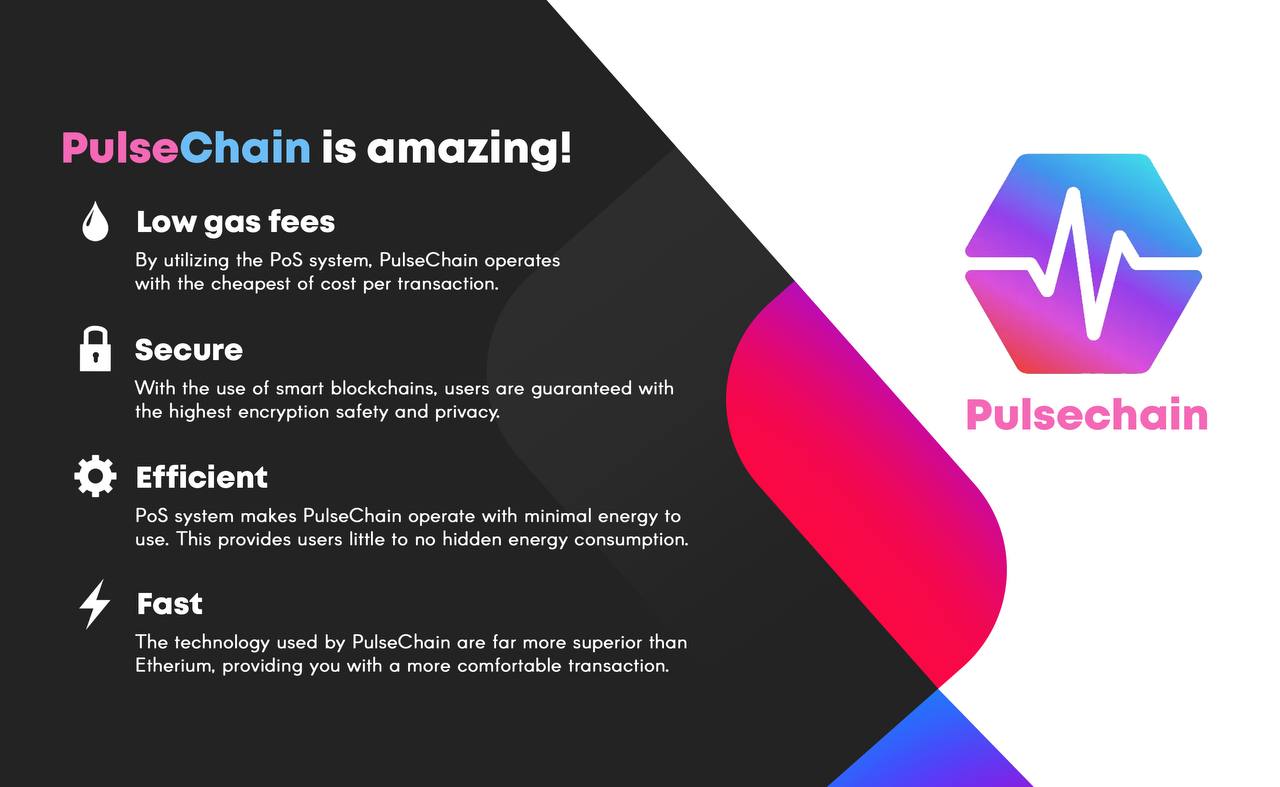 PulseChain is amazing!
Low gas fees
By utilizing the PoS system, PulseChain operates
with the cheapest of cost per transaction.
Secure
With the use of smart blockchains, users are guaranteed with
the highest encryption safety and privacy.
Efficient
PoS system makes PulseChain operate with minimal energy to
use. This provides users little to no hidden energy consumption.
Fast
The technology used by PulseChain are far more superior than
Etherium, providing you with a more comfortable transaction.
Pulsechain